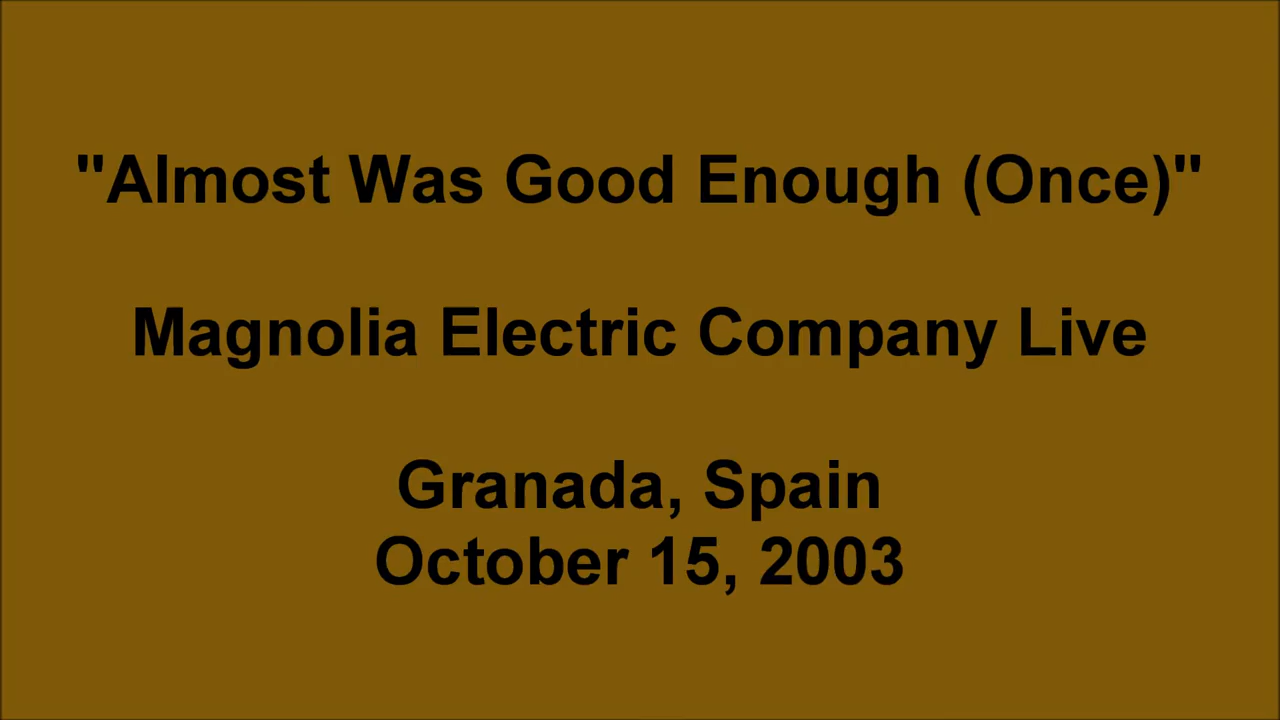 "Almost Was Good Enough (Once)"
Magnolia Electric Company Live
Granada, Spain
October 15, 2003